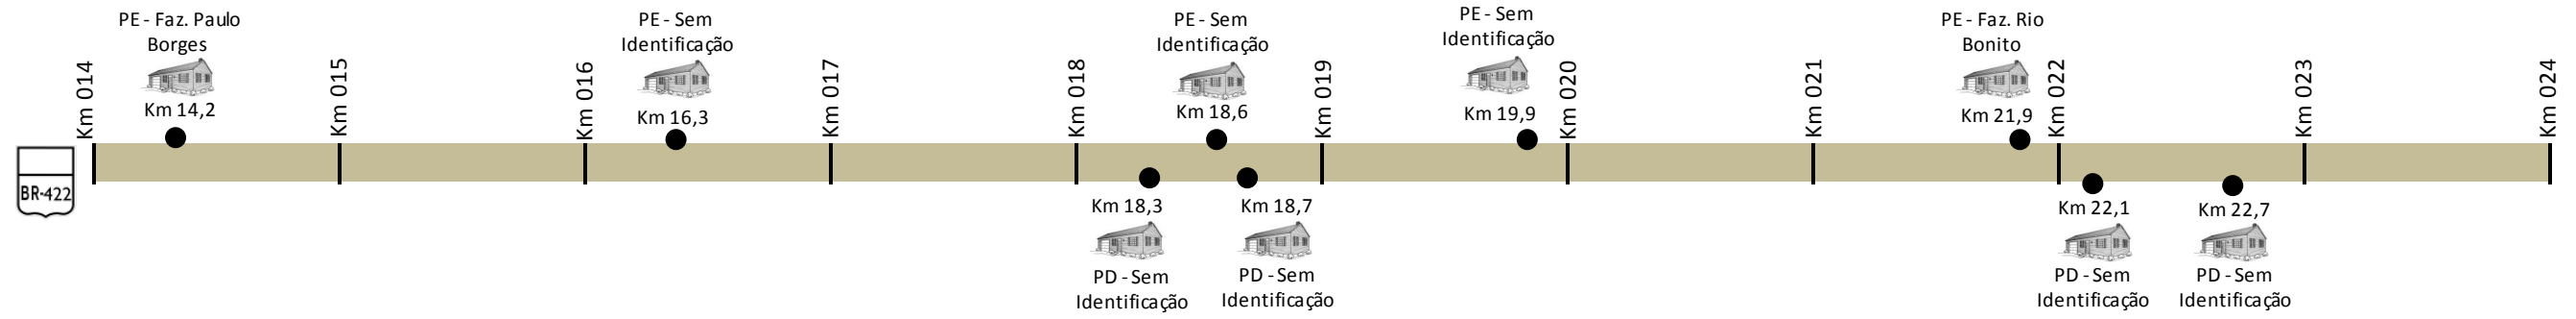 PE - Faz. Paulo
Borges
Km 14,2
PE - Sem
Identificação
Km 16,3
PE - Sem
Identificação
Km 18,6
PE - Sem
Identificação
Km 19,9
PE - Faz. Rio
Bonito
Km 21,9
Km 014
Km 015
Km 016
Km 017
Km 018
Km 019
Km 020
Km 021
Km 022
Km 023
Km 024
BR-422
Km 18,3
PD - Sem
Identificação
Km 18,7
PD - Sem
Identificação
Km 22,1
PD - Sem
Identificação
Km 22,7
PD - Sem
Identificação